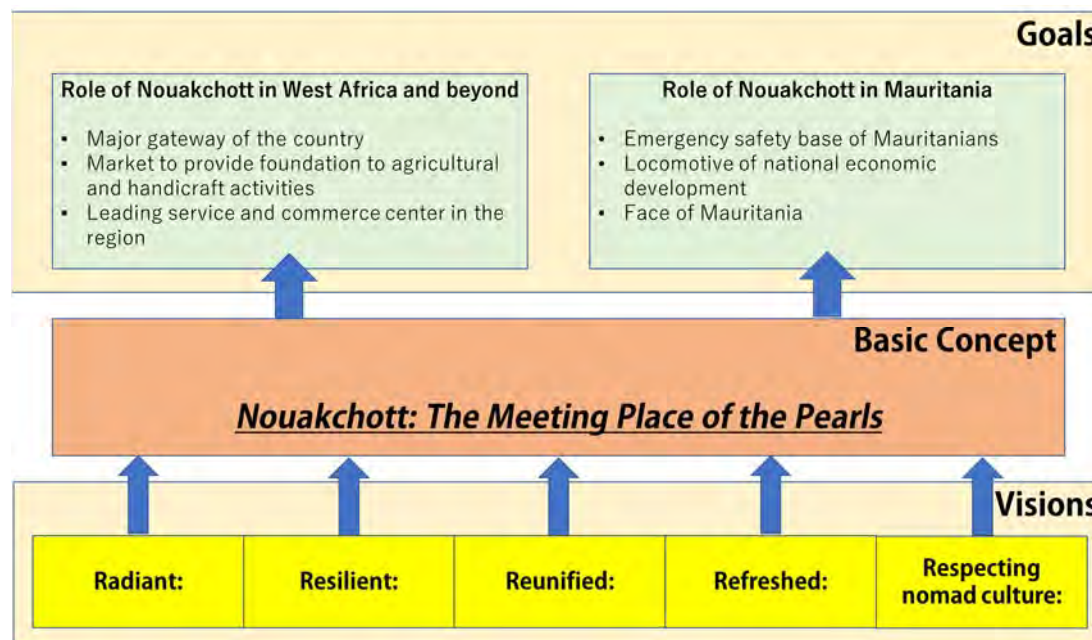 Goals
Role of Nouakchott in West Africa and beyond
• Major gateway of the country
• Market to provide foundation to agricultural
and handicraft activities
• Leading service and commerce center in the
region
Role of Nouakchott in Mauritania
• Emergency safety base of Mauritanians
• Locomotive of national economic
development
• Face of Mauritania
Basic Concept
Nouakchott: The Meeting Place of the Pearls
Visions
Radiant:
Resilient:
Reunified:
Refreshed:
Respecting
nomad culture: